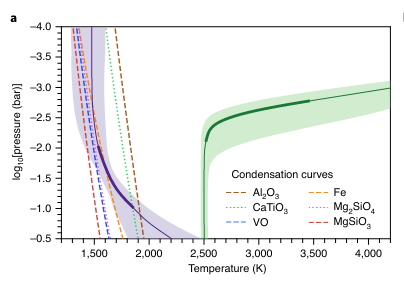 a
–4.0
–3.5
–3.0
–2.5
–2.0
–1.5
–1.0
–0.5
log₁₀[pressure (bar)]
Condensation curves
Al₂O₃ Fe
CaTiO₃ Mg₂SiO₄
VO MgSiO₃
1,500 2,000 2,500 3,000 3,500 4,000
Temperature (K)